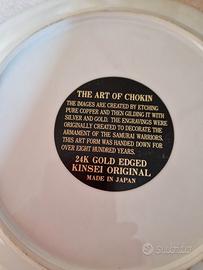 THE ART OF CHOKIN
THE IMAGES ARE CREATED BY ETCHING
PURE COPPER AND THEN GILDING IT WITH
SILVER AND GOLD. THE ENGRAVINGS WERE
ORIGINALLY CREATED TO DECORATE THE
ARMAMENT OF THE SAMURAI WARRIORS.
THIS ART FORM WAS HANDED DOWN FOR
OVER EIGHT HUNDRED YEARS.
24K GOLD EDGED
KINSEI ORIGINAL
MADE IN JAPAN
subito.it